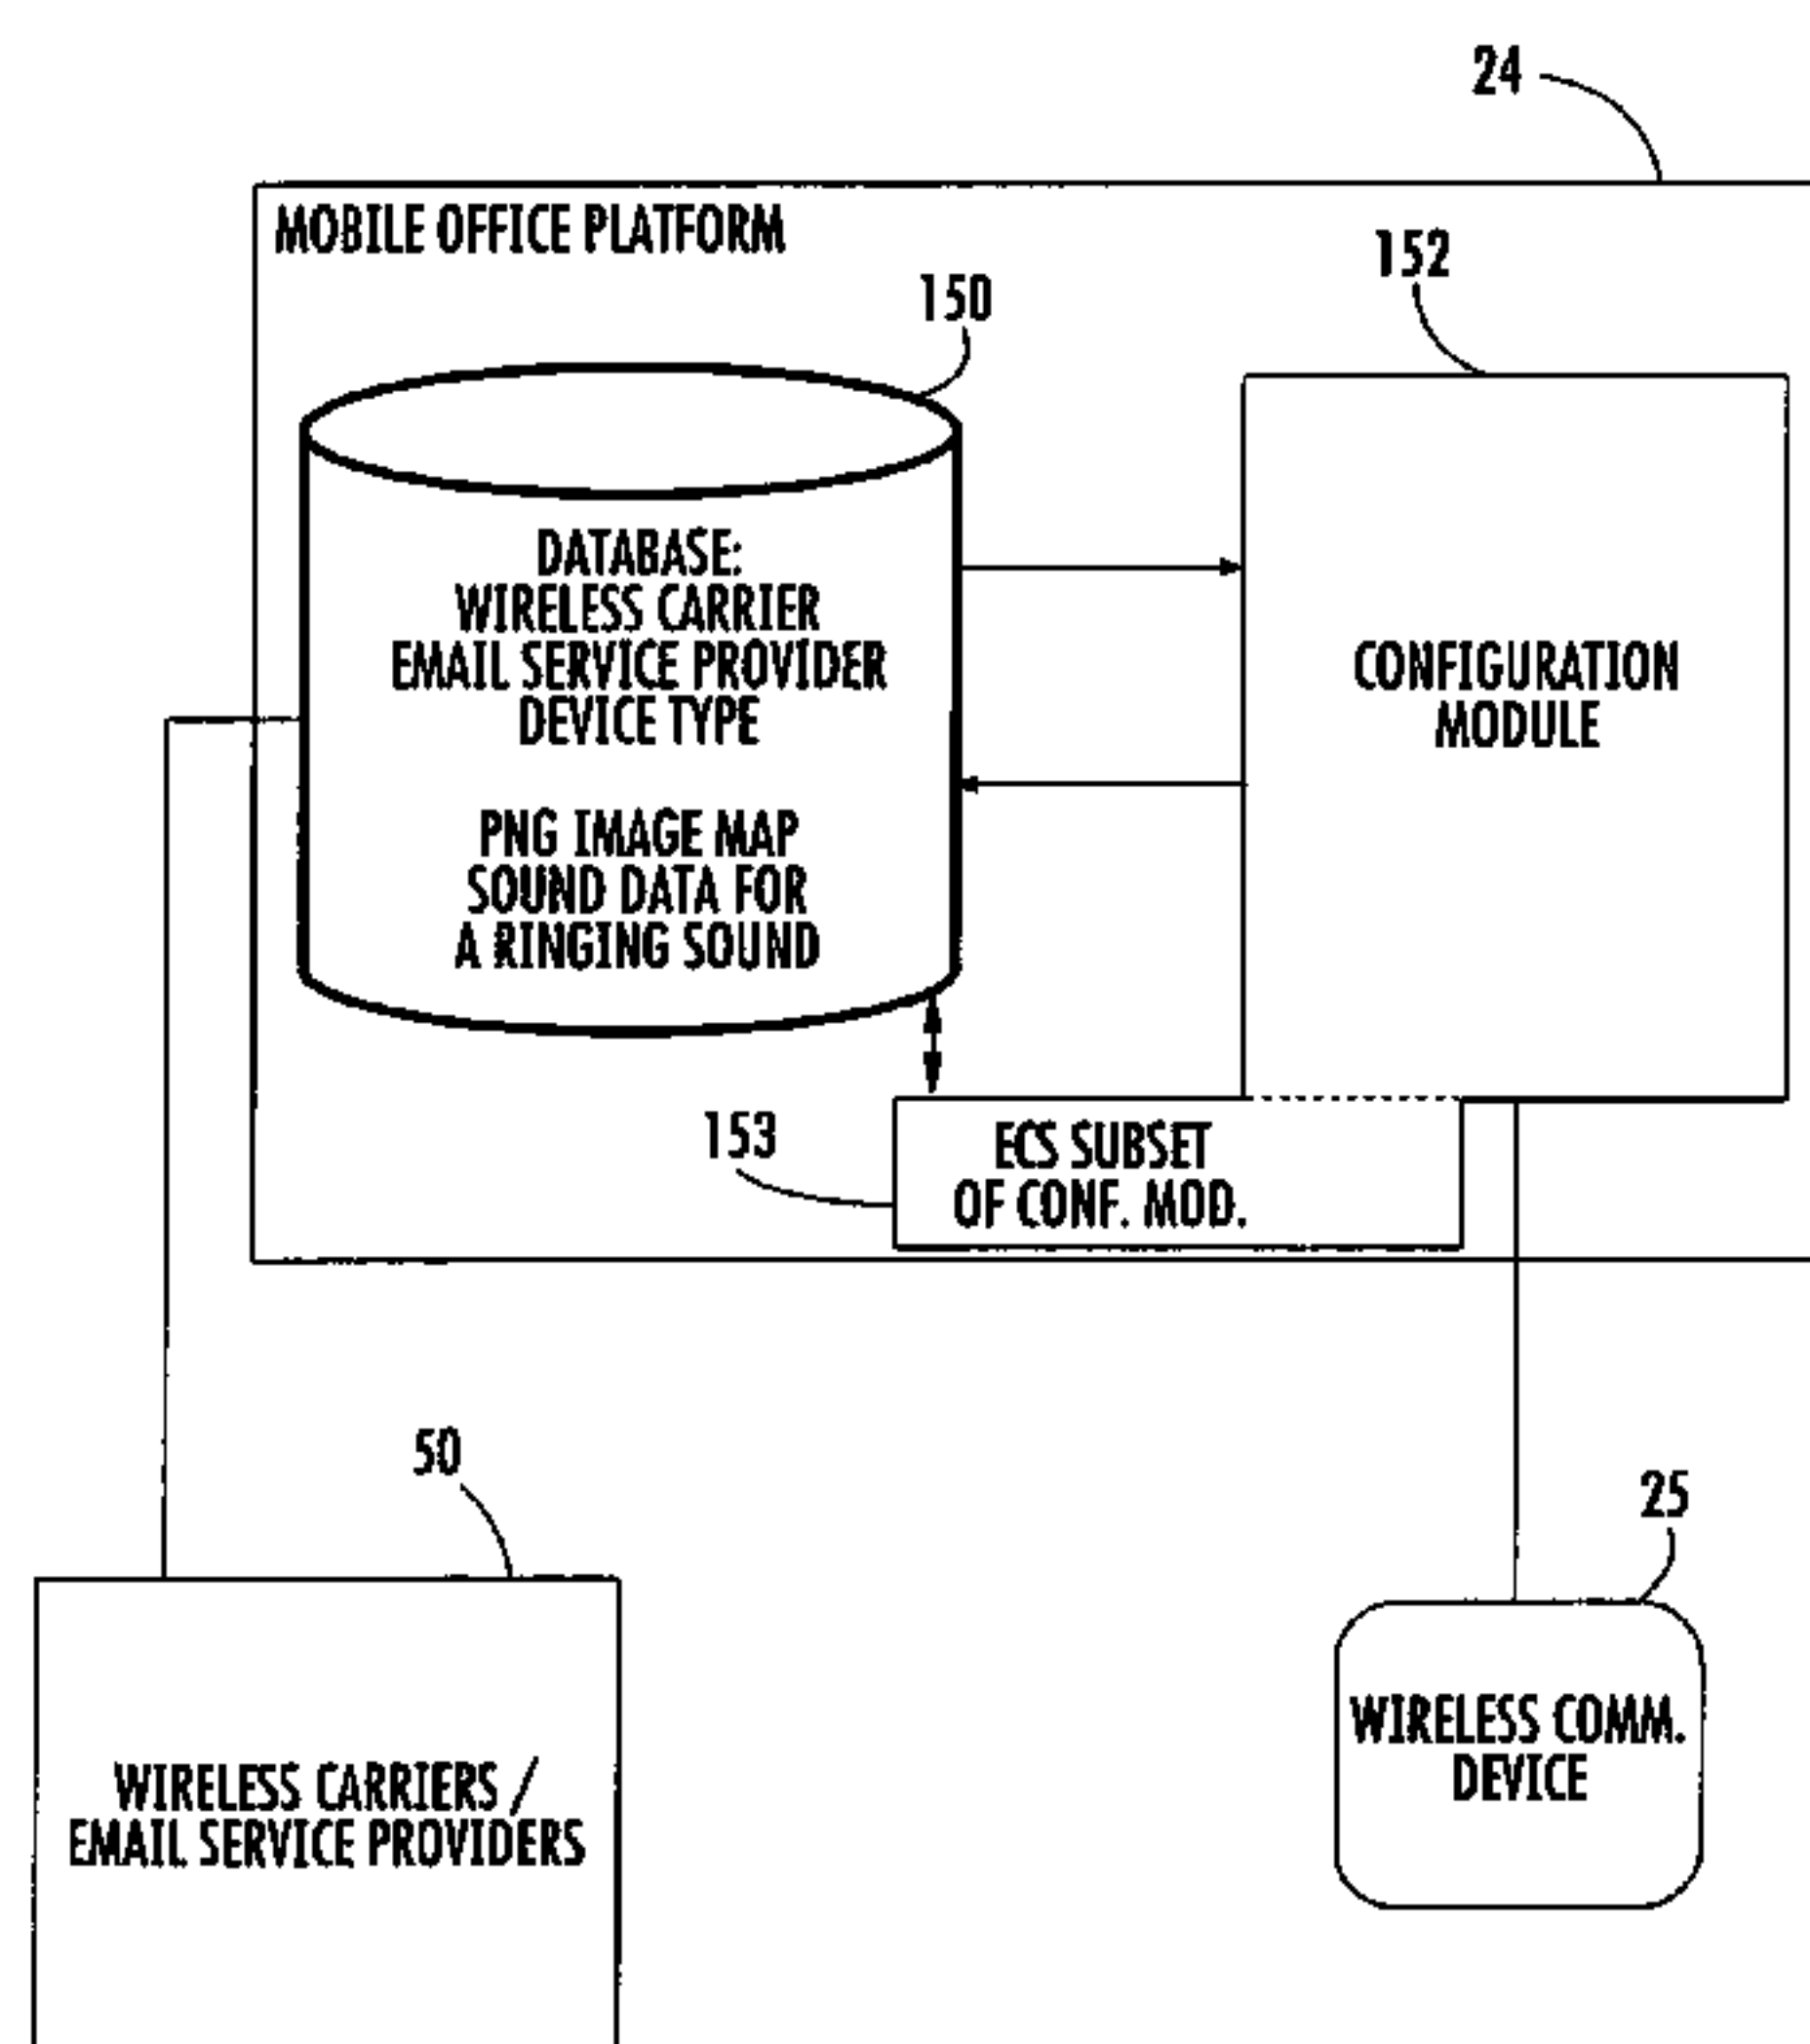 24
MOBILE OFFICE PLATFORM
152
150
DATABASE:
WIRELESS CARRIER
EMAIL SERVICE PROVIDER
DEVICE TYPE
PNG IMAGE MAP
SOUND DATA FOR
A RINGING SOUND
CONFIGURATION
MODULE
153
ECS SUBSET
OF CONF. MOD.
50
25
WIRELESS CARRIERS /
EMAIL SERVICE PROVIDERS
WIRELESS COMM.
DEVICE